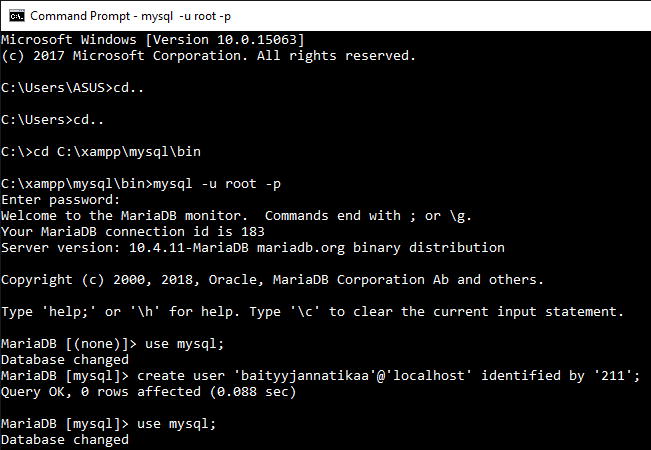 Command Prompt - mysql -u root -p
Microsoft Windows [Version 10.0.15063]
(c) 2017 Microsoft Corporation. All rights reserved.
C:\Users\ASUS>cd..
C:\Users>cd..
C:\>cd C:\xampp\mysql\bin
C:\xampp\mysql\bin>mysql -u root -p
Enter password:
Welcome to the MariaDB monitor.  Commands end with ; or \g.
Your MariaDB connection id is 183
Server version: 10.4.11-MariaDB mariadb.org binary distribution
Copyright (c) 2000, 2018, Oracle, MariaDB Corporation Ab and others.
Type 'help;' or '\h' for help. Type '\c' to clear the current input statement.
MariaDB [(none)]> use mysql;
Database changed
MariaDB [mysql]> create user 'baityyjannatikaa'@'localhost' identified by '211';
Query OK, 0 rows affected (0.088 sec)
MariaDB [mysql]> use mysql;
Database changed